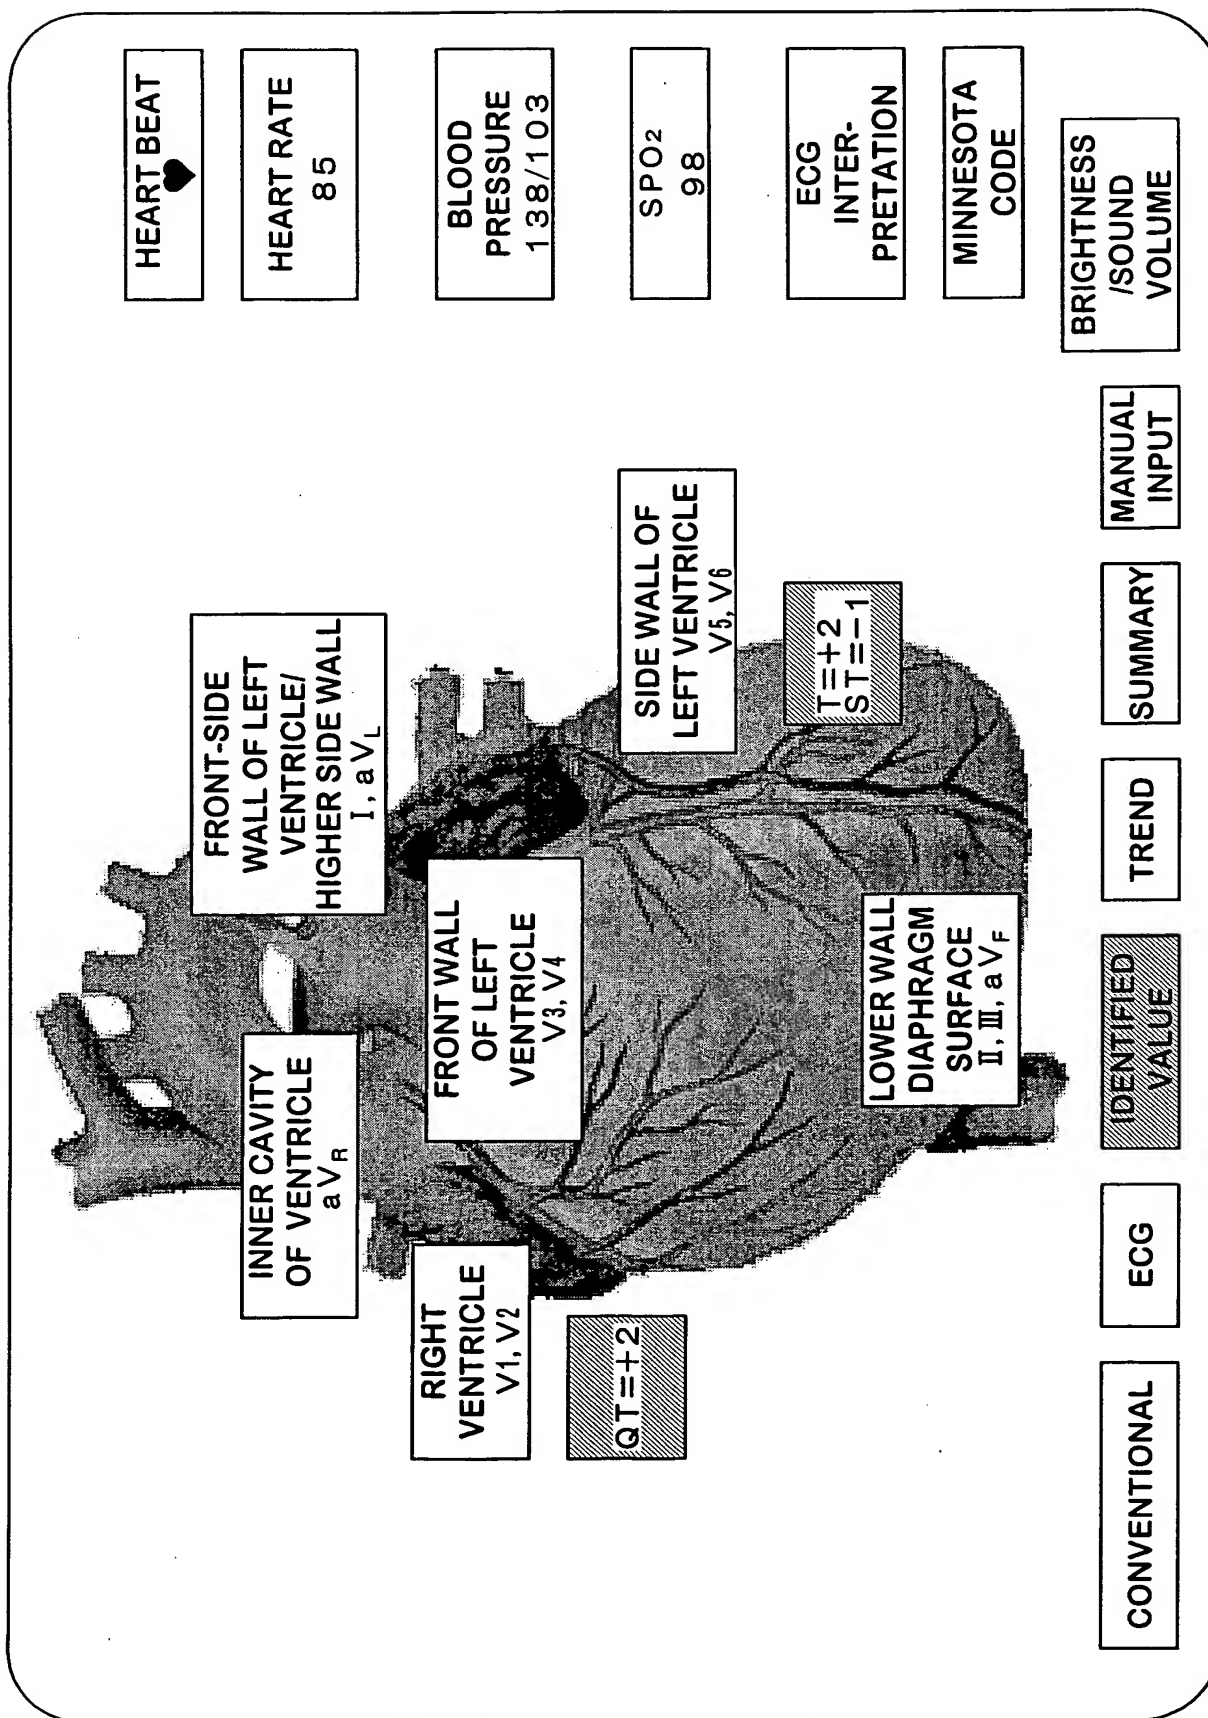 FRONT-SIDE
WALL OF LEFT
VENTRICLE/
HIGHER SIDE WALL
I, aVL
INNER CAVITY
OF VENTRICLE
aVR
RIGHT
VENTRICLE
V1, V2
FRONT WALL
OF LEFT
VENTRICLE
V3, V4
SIDE WALL OF
LEFT VENTRICLE
V5, V6
QT=+2
T=+2
ST=-1
LOWER WALL
DIAPHRAGM
SURFACE
II, III, aVF
HEART BEAT
♥
HEART RATE
85
BLOOD
PRESSURE
138/103
SPO2
98
ECG
INTER-
PRETATION
MINNESOTA
CODE
BRIGHTNESS
/SOUND
VOLUME
CONVENTIONAL
ECG
IDENTIFIED
VALUE
TREND
SUMMARY
MANUAL
INPUT